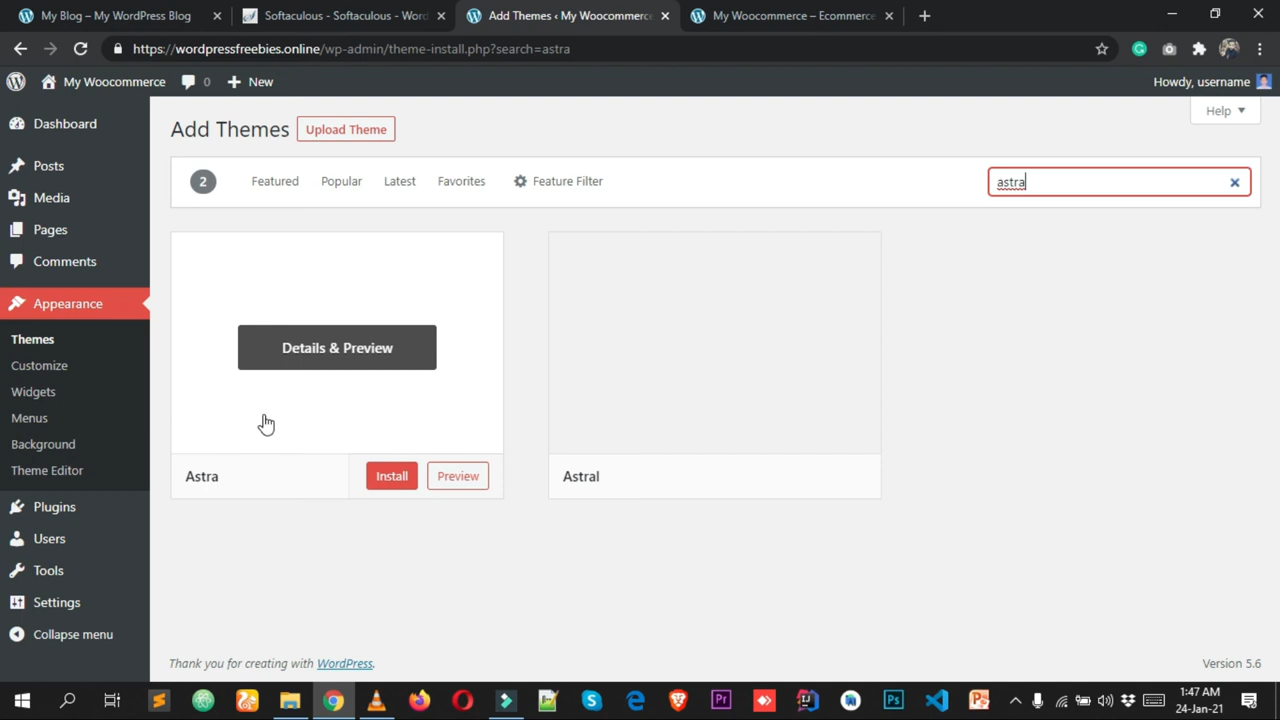 My Blog – My WordPress Blog
Softaculous - Softaculous - Word
Add Themes ‹ My Woocommerce
My Woocommerce – Ecommerce
https://wordpressfreebies.online/wp-admin/theme-install.php?search=astra
My Woocommerce
0
New
Howdy, username
Dashboard
Posts
Media
Pages
Comments
Appearance
Themes
Customize
Widgets
Menus
Background
Theme Editor
Plugins
Users
Tools
Settings
Collapse menu
Help
Add Themes
Upload Theme
2
Featured
Popular
Latest
Favorites
Feature Filter
astra
Details & Preview
Astra
Install
Preview
Astral
Thank you for creating with WordPress.
Version 5.6
Pr
Ps
1:47 AM
24-Jan-21